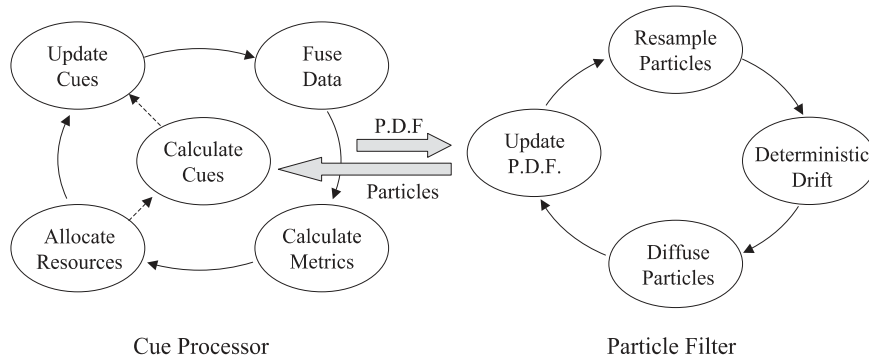 Update
Cues
Fuse
Data
Calculate
Cues
Allocate
Resources
Calculate
Metrics
P.D.F
Particles
Resample
Particles
Update
P.D.F.
Deterministic
Drift
Diffuse
Particles
Cue Processor
Particle Filter